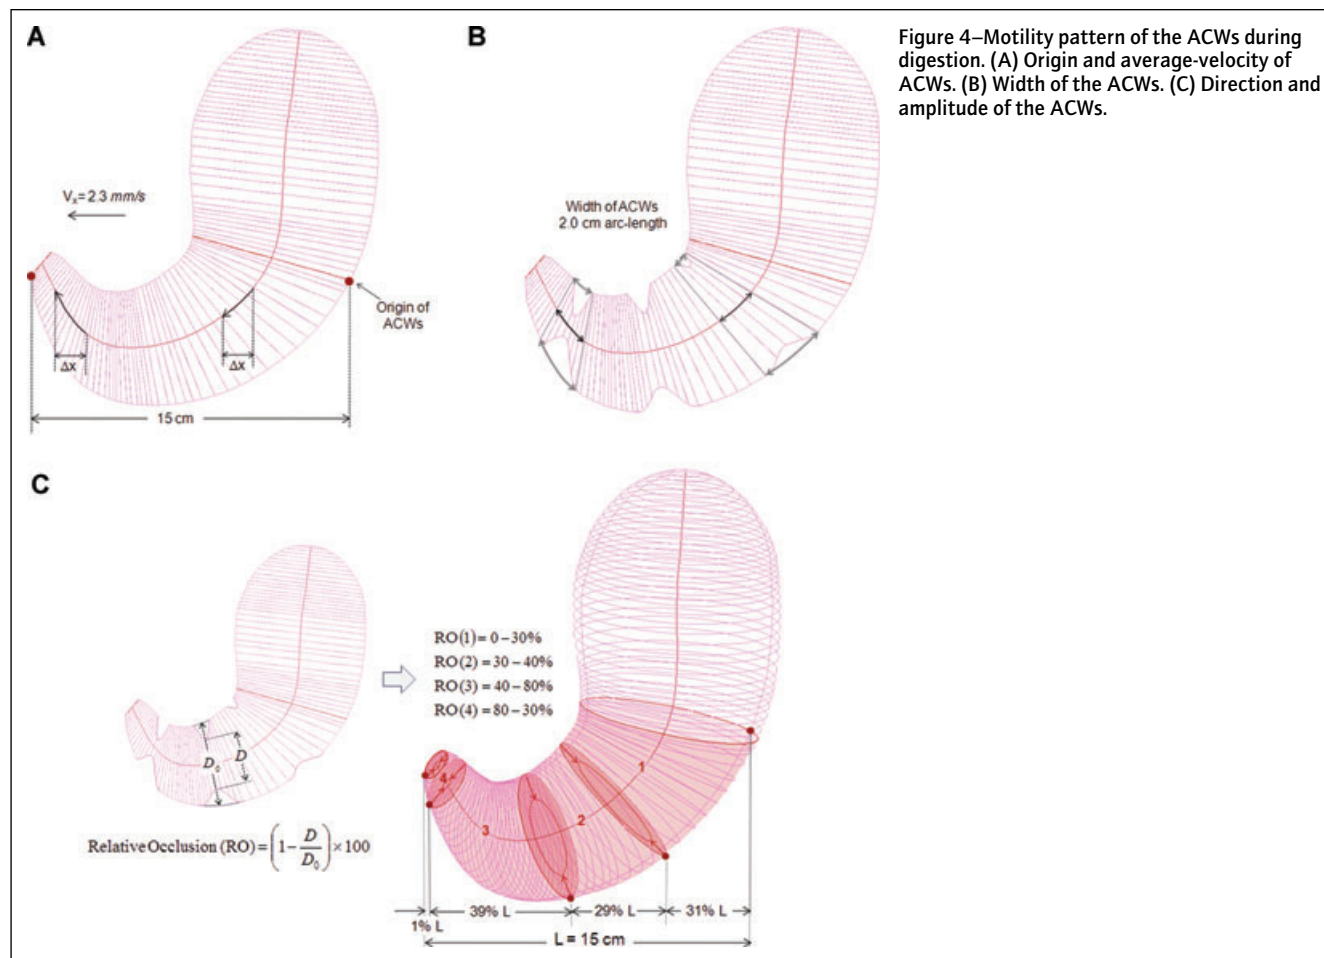 A
B
Figure 4–Motility pattern of the ACWs during
digestion. (A) Origin and average-velocity of
ACWs. (B) Width of the ACWs. (C) Direction and
amplitude of the ACWs.
Vₓ= 2.3 mm/s
Origin of
ACWs
Δx
Δx
15 cm
Width of ACWs
2.0 cm arc-length
C
D₀
D
Relative Occlusion (RO) = (1 - D/D₀) × 100
RO(1) = 0 – 30%
RO(2) = 30 – 40%
RO(3) = 40 – 80%
RO(4) = 80 – 30%
1
2
3
4
39% L
29% L
31% L
1% L
L = 15 cm